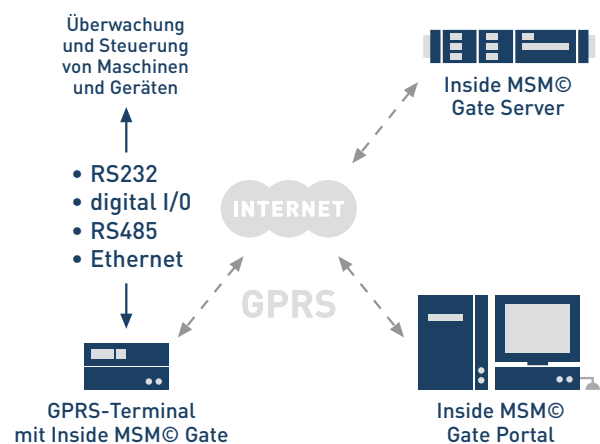 Überwachung
und Steuerung
von Maschinen
und Geräten
• RS232
• digital I/0
• RS485
• Ethernet
GPRS-Terminal
mit Inside MSM© Gate
INTERNET
GPRS
Inside MSM©
Gate Server
Inside MSM©
Gate Portal